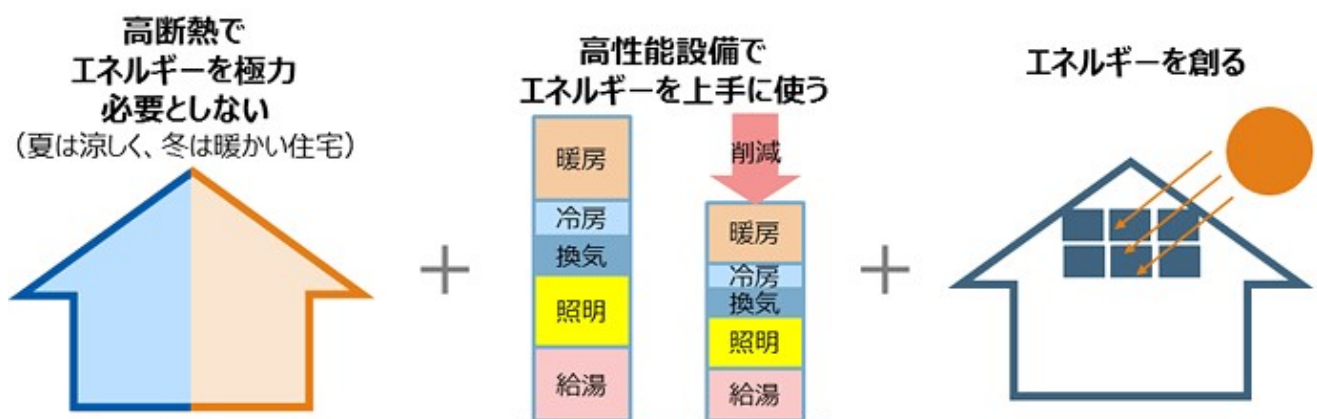 高断熱で
エネルギーを極力
必要としない
（夏は涼しく、冬は暖かい住宅）
高性能設備で
エネルギーを上手に使う
暖房
冷房
換気
照明
給湯
削減
暖房
冷房
換気
照明
給湯
エネルギーを創る